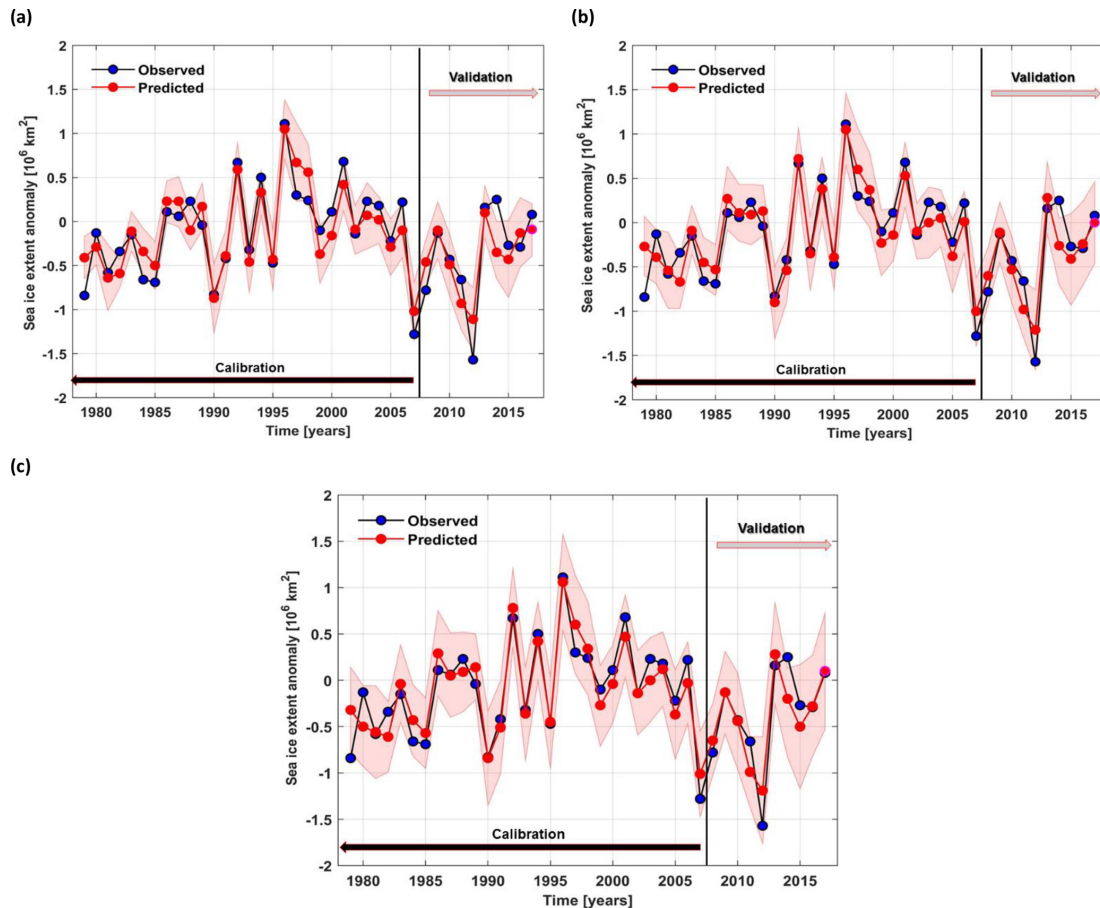 (a)
2
1.5
1
0.5
0
-0.5
-1
-1.5
-2
Sea ice extent anomaly [10⁶ km²]
Observed
Predicted
Validation
Calibration
1980 1985 1990 1995 2000 2005 2010 2015
Time [years]
(b)
2
1.5
1
0.5
0
-0.5
-1
-1.5
-2
Sea ice extent anomaly [10⁶ km²]
Observed
Predicted
Validation
Calibration
1980 1985 1990 1995 2000 2005 2010 2015
Time [years]
(c)
2
1.5
1
0.5
0
-0.5
-1
-1.5
-2
Sea ice extent anomaly [10⁶ km²]
Observed
Predicted
Validation
Calibration
1980 1985 1990 1995 2000 2005 2010 2015
Time [years]